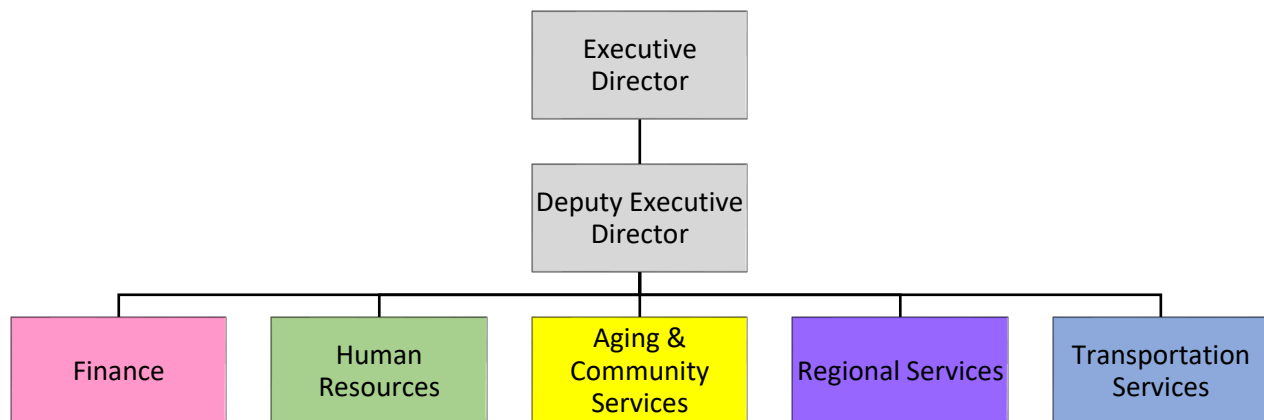 Executive
Director
Deputy Executive
Director
Finance
Human
Resources
Aging &
Community
Services
Regional Services
Transportation
Services